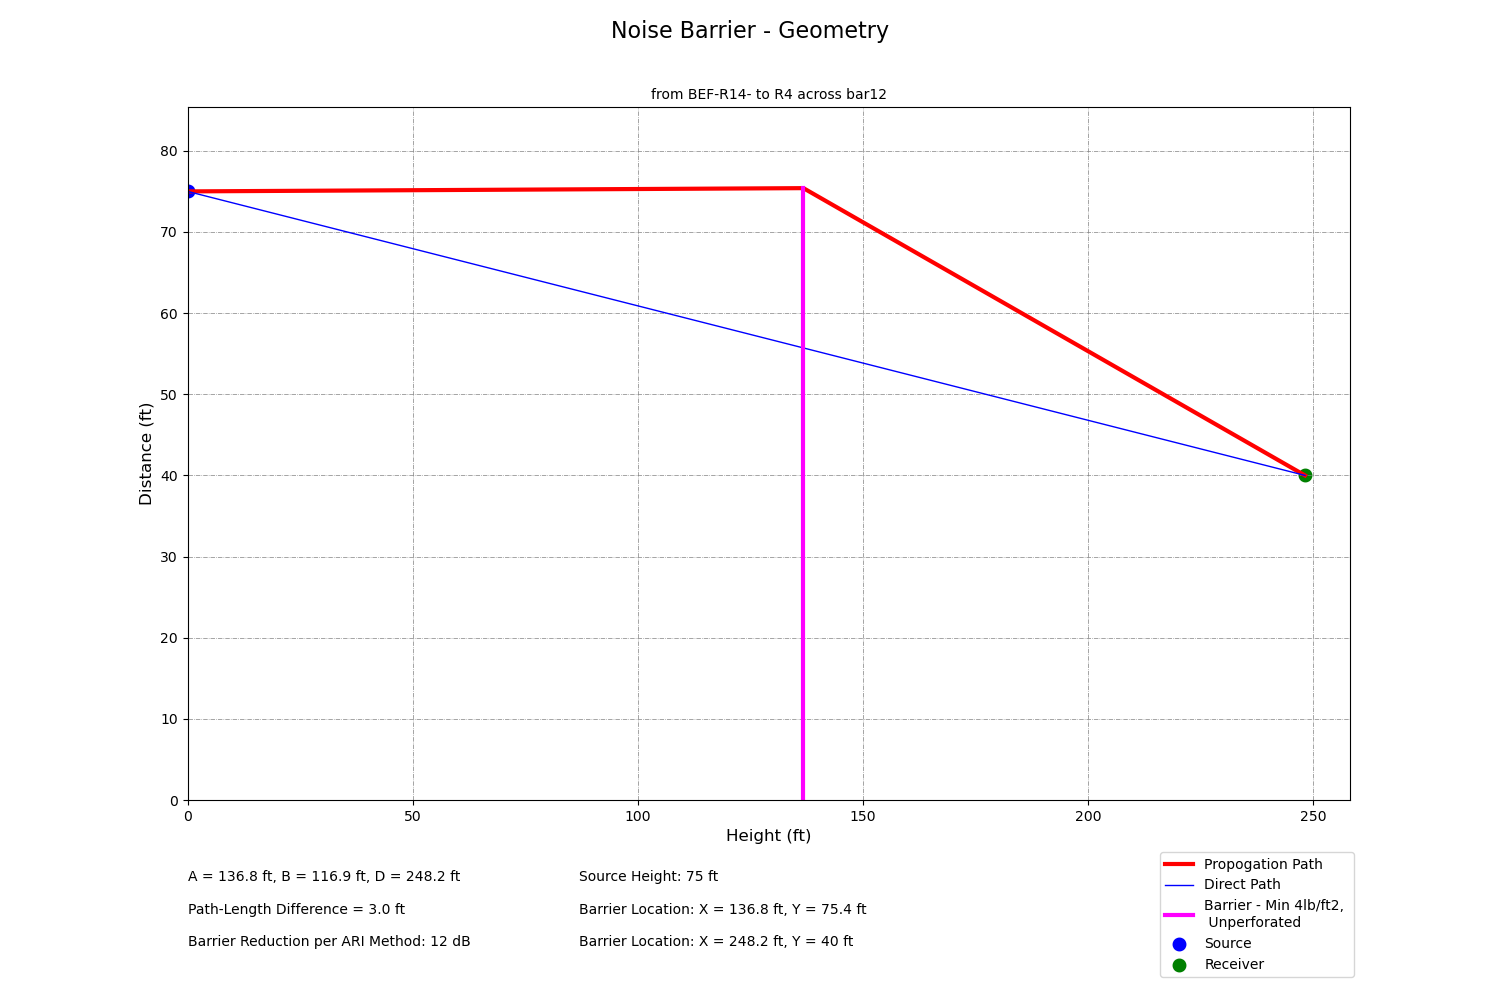 Noise Barrier - Geometry
from BEF-R14- to R4 across bar12
80
70
60
50
40
30
20
10
0
Distance (ft)
0 50 100 150 200 250
Height (ft)
A = 136.8 ft, B = 116.9 ft, D = 248.2 ft
Path-Length Difference = 3.0 ft
Barrier Reduction per ARI Method: 12 dB
Source Height: 75 ft
Barrier Location: X = 136.8 ft, Y = 75.4 ft
Barrier Location: X = 248.2 ft, Y = 40 ft
Propogation Path
Direct Path
Barrier - Min 4lb/ft2,
Unperforated
Source
Receiver